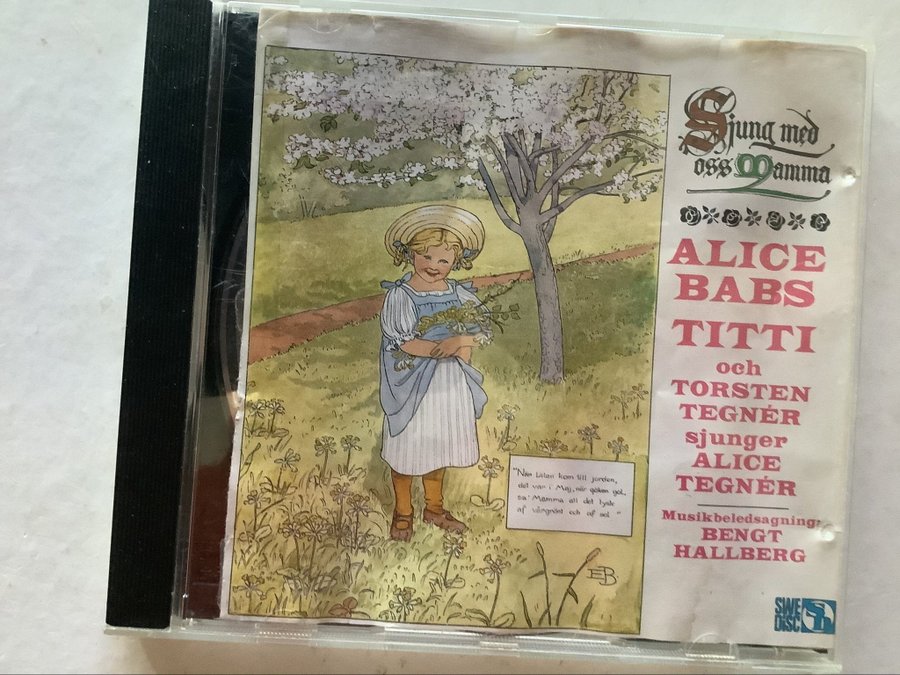 Sjung med
oss Mamma
ALICE
BABS
TITTI
och
TORSTEN
TEGNÉR
sjunger
ALICE
TEGNÉR
Musikbeledsagning:
BENGT
HALLBERG
"När Lillan kom till jorden,
det var i Maj, när göken gol,
sa' Mamma att det lyste
af vårgrönt och af sol."
EB
SWE
DISC